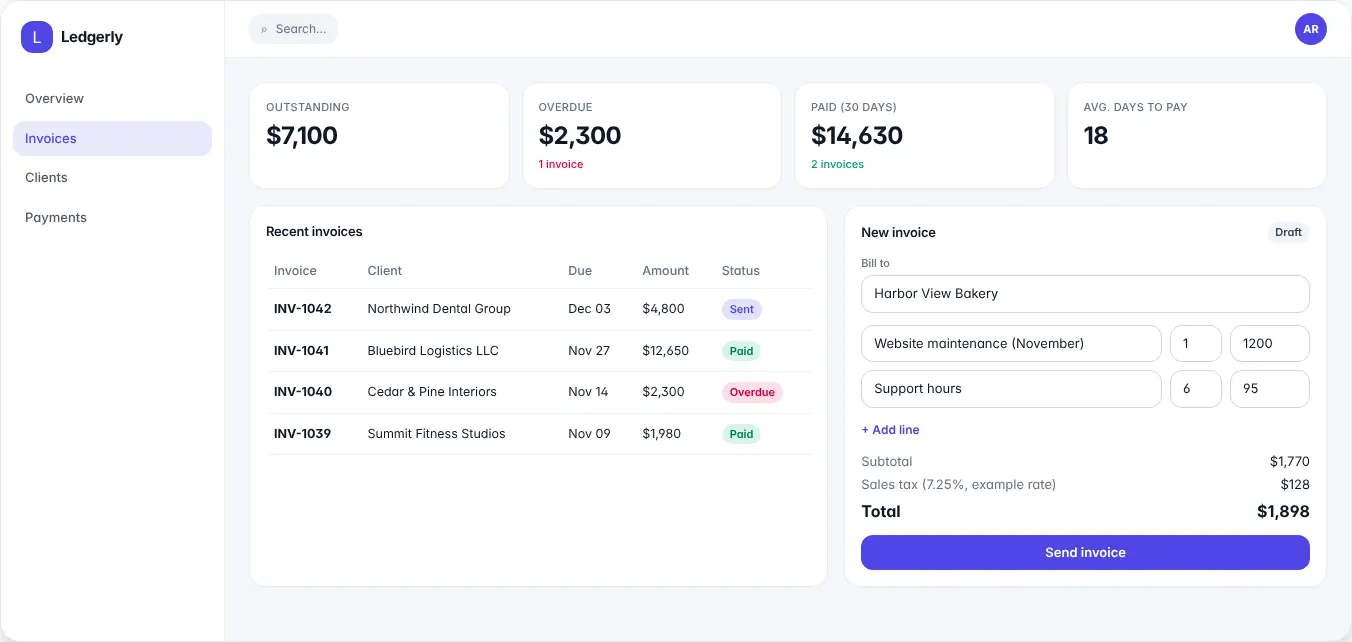 L Ledgerly
Search...
AR
Overview
Invoices
Clients
Payments
OUTSTANDING
$7,100
OVERDUE
$2,300
1 invoice
PAID (30 DAYS)
$14,630
2 invoices
AVG. DAYS TO PAY
18
Recent invoices
Invoice Client Due Amount Status
INV-1042 Northwind Dental Group Dec 03 $4,800 Sent
INV-1041 Bluebird Logistics LLC Nov 27 $12,650 Paid
INV-1040 Cedar & Pine Interiors Nov 14 $2,300 Overdue
INV-1039 Summit Fitness Studios Nov 09 $1,980 Paid
New invoice Draft
Bill to
Harbor View Bakery
Website maintenance (November) 1 1200
Support hours 6 95
+ Add line
Subtotal $1,770
Sales tax (7.25%, example rate) $128
Total $1,898
Send invoice